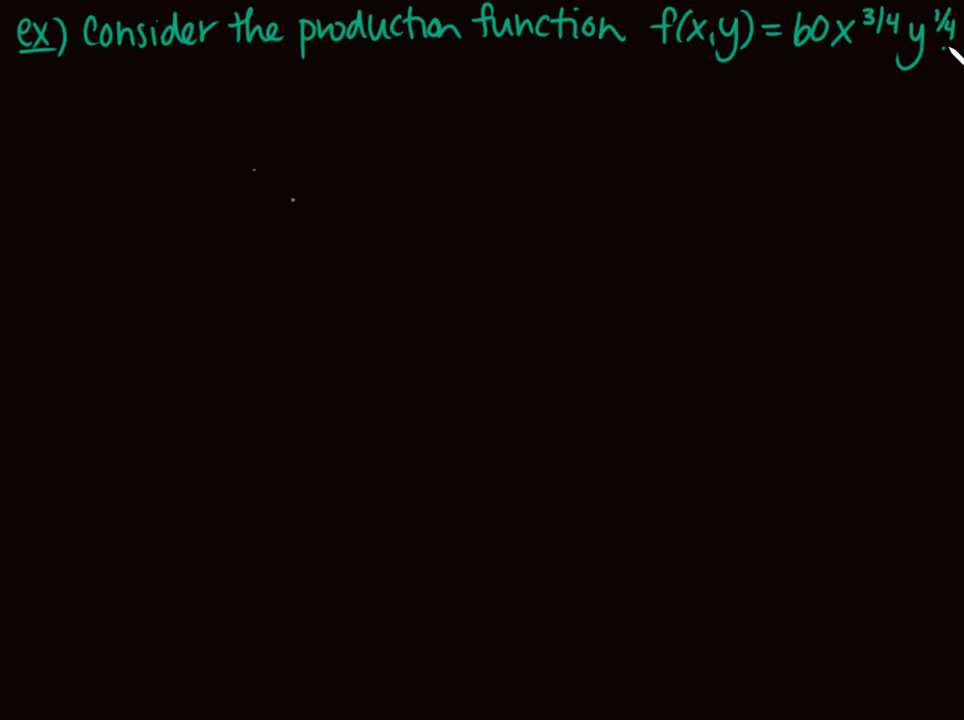 ex) Consider the production function f(x,y) = 60x^{3/4} y^{1/4}